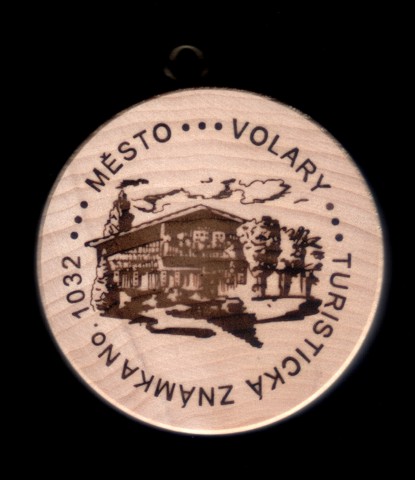 MĚSTO ••• VOLARY ••• TURISTICKÁ ZNÁMKA No. 1032 •••